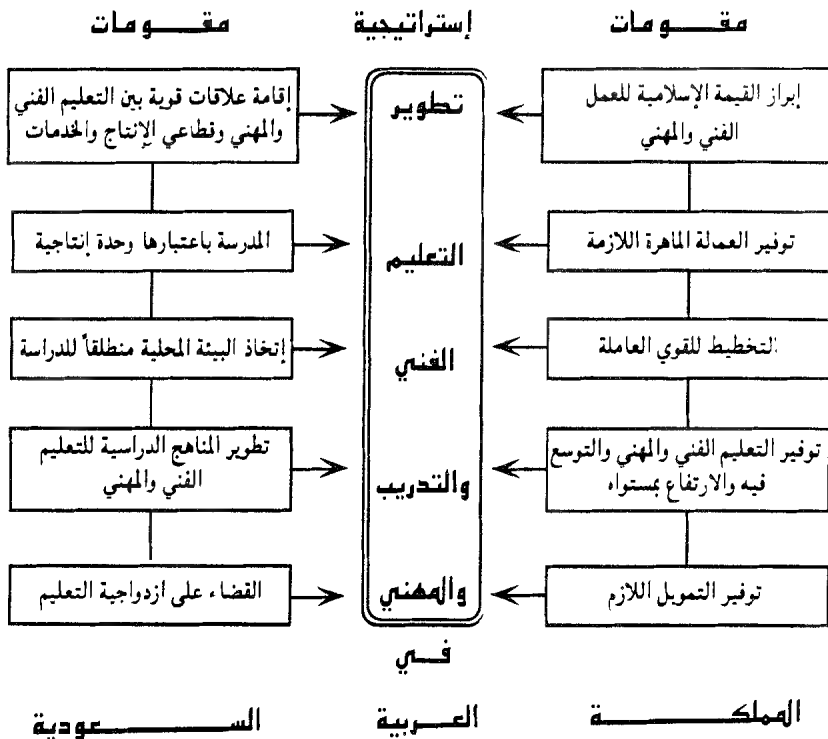 مقومات إستراتيجية مقومات
إبراز القيمة الإسلامية للعمل
الفني والمهني
تطوير
إقامة علاقات قوية بين التعليم الفني
والمهني وقطاعي الإنتاج والخدمات
توفير العمالة الماهرة اللازمة
التعليم
المدرسة باعتبارها وحدة إنتاجية
التخطيط للقوي العاملة
الفني
إتخاذ البيئة المحلية منطلقاً للدراسة
توفير التعليم الفني والمهني والتوسع
فيه والارتفاع بمستواه
والتدريب
تطوير المناهج الدراسية للتعليم
الفني والمهني
توفير التمويل اللازم
والمهني
القضاء على ازدواجية التعليم
في
المملكة العربية السعودية